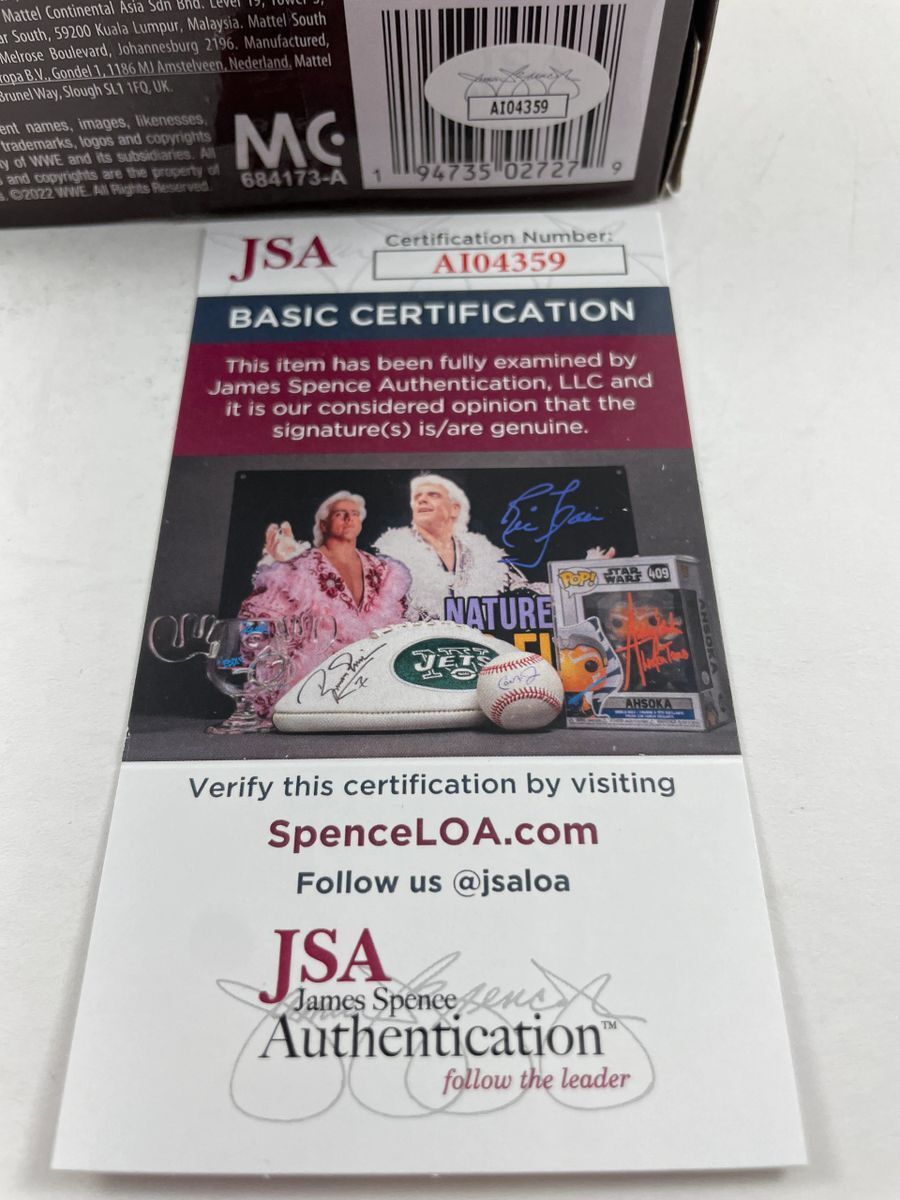 Mattel Continental Asia Sdn Bhd. Level 19, Tower 3,
ar South, 59200 Kuala Lumpur, Malaysia. Mattel South
Melrose Boulevard, Johannesburg 2196. Manufactured,
ropa B.V., Gondel 1, 1186 MJ Amstelveen, Nederland. Mattel
Brunel Way, Slough SL1 1FQ, UK.
ent names, images, likenesses,
trademarks, logos and copyrights
ty of WWE and its subsidiaries. All
and copyrights are the property of
s. ©2022 WWE. All Rights Reserved.
MC
684173-A
James Spence
AI04359
1 94735 02727 9
JSA
Certification Number:
AI04359
BASIC CERTIFICATION
This item has been fully examined by
James Spence Authentication, LLC and
it is our considered opinion that the
signature(s) is/are genuine.
Ric Flair
NATURE
JETS
POP!
STAR WARS
409
AHSOKA
AHSOKA
Verify this certification by visiting
SpenceLOA.com
Follow us @jsaloa
JSA
James Spence
Authentication™
follow the leader